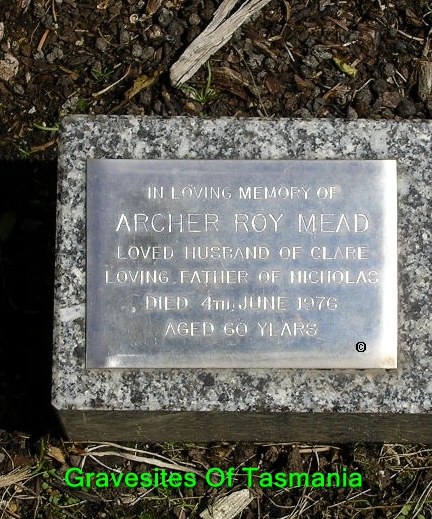 IN LOVING MEMORY OF
ARCHER ROY MEAD
LOVED HUSBAND OF CLARE
LOVING FATHER OF NICHOLAS
DIED 4TH JUNE 1976
AGED 60 YEARS
©
Gravesites Of Tasmania